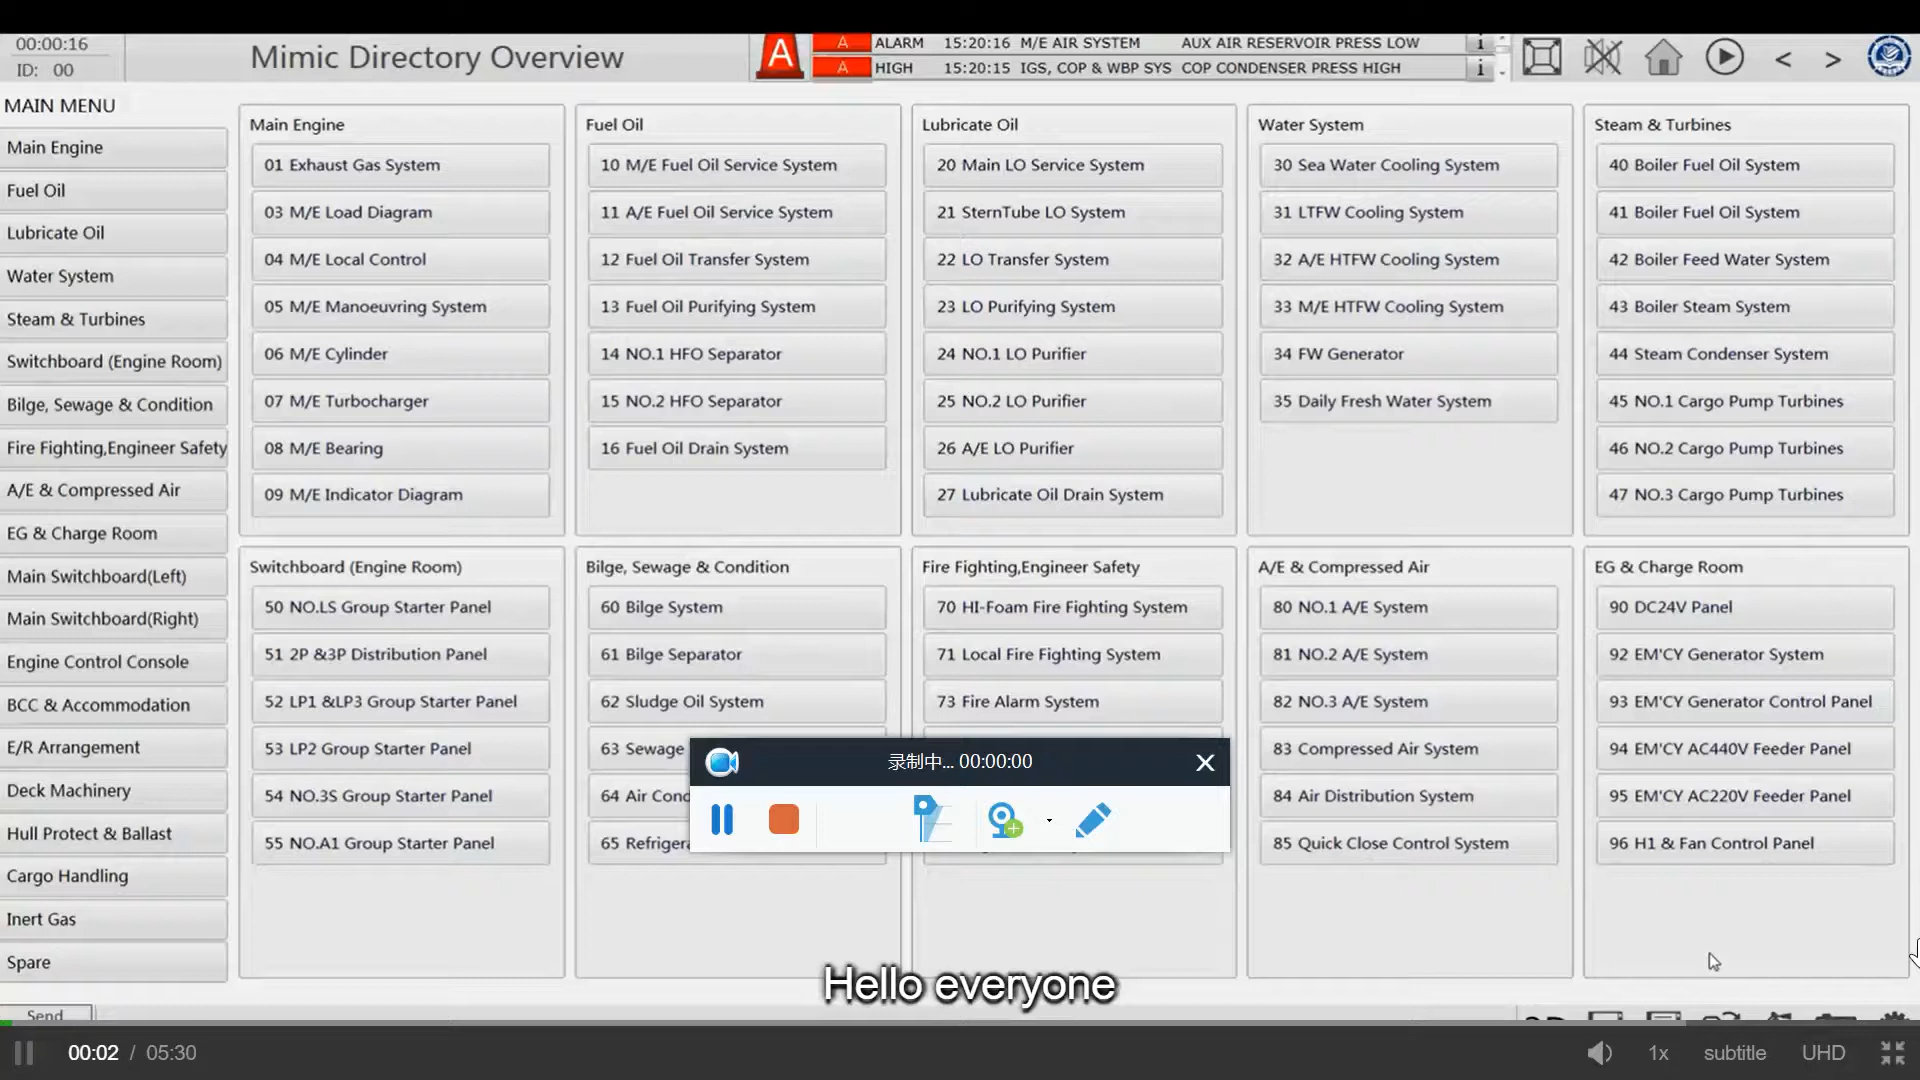 00:00:16
ID: 00
Mimic Directory Overview
A
A ALARM 15:20:16 M/E AIR SYSTEM AUX AIR RESERVOIR PRESS LOW i
A HIGH 15:20:15 IGS, COP & WBP SYS COP CONDENSER PRESS HIGH i
< >
MAIN MENU
Main Engine
Fuel Oil
Lubricate Oil
Water System
Steam & Turbines
Switchboard (Engine Room)
Bilge, Sewage & Condition
Fire Fighting,Engineer Safety
A/E & Compressed Air
EG & Charge Room
Main Switchboard(Left)
Main Switchboard(Right)
Engine Control Console
BCC & Accommodation
E/R Arrangement
Deck Machinery
Hull Protect & Ballast
Cargo Handling
Inert Gas
Spare
Send
Main Engine
01 Exhaust Gas System
03 M/E Load Diagram
04 M/E Local Control
05 M/E Manoeuvring System
06 M/E Cylinder
07 M/E Turbocharger
08 M/E Bearing
09 M/E Indicator Diagram
Fuel Oil
10 M/E Fuel Oil Service System
11 A/E Fuel Oil Service System
12 Fuel Oil Transfer System
13 Fuel Oil Purifying System
14 NO.1 HFO Separator
15 NO.2 HFO Separator
16 Fuel Oil Drain System
Lubricate Oil
20 Main LO Service System
21 SternTube LO System
22 LO Transfer System
23 LO Purifying System
24 NO.1 LO Purifier
25 NO.2 LO Purifier
26 A/E LO Purifier
27 Lubricate Oil Drain System
Water System
30 Sea Water Cooling System
31 LTFW Cooling System
32 A/E HTFW Cooling System
33 M/E HTFW Cooling System
34 FW Generator
35 Daily Fresh Water System
Steam & Turbines
40 Boiler Fuel Oil System
41 Boiler Fuel Oil System
42 Boiler Feed Water System
43 Boiler Steam System
44 Steam Condenser System
45 NO.1 Cargo Pump Turbines
46 NO.2 Cargo Pump Turbines
47 NO.3 Cargo Pump Turbines
Switchboard (Engine Room)
50 NO.LS Group Starter Panel
51 2P &3P Distribution Panel
52 LP1 &LP3 Group Starter Panel
53 LP2 Group Starter Panel
54 NO.3S Group Starter Panel
55 NO.A1 Group Starter Panel
Bilge, Sewage & Condition
60 Bilge System
61 Bilge Separator
62 Sludge Oil System
63 Sewage
64 Air Cond
65 Refriger
Fire Fighting,Engineer Safety
70 HI-Foam Fire Fighting System
71 Local Fire Fighting System
73 Fire Alarm System
A/E & Compressed Air
80 NO.1 A/E System
81 NO.2 A/E System
82 NO.3 A/E System
83 Compressed Air System
84 Air Distribution System
85 Quick Close Control System
EG & Charge Room
90 DC24V Panel
92 EM'CY Generator System
93 EM'CY Generator Control Panel
94 EM'CY AC440V Feeder Panel
95 EM'CY AC220V Feeder Panel
96 H1 & Fan Control Panel
录制中... 00:00:00
Hello everyone
00:02 / 05:30
1x subtitle UHD